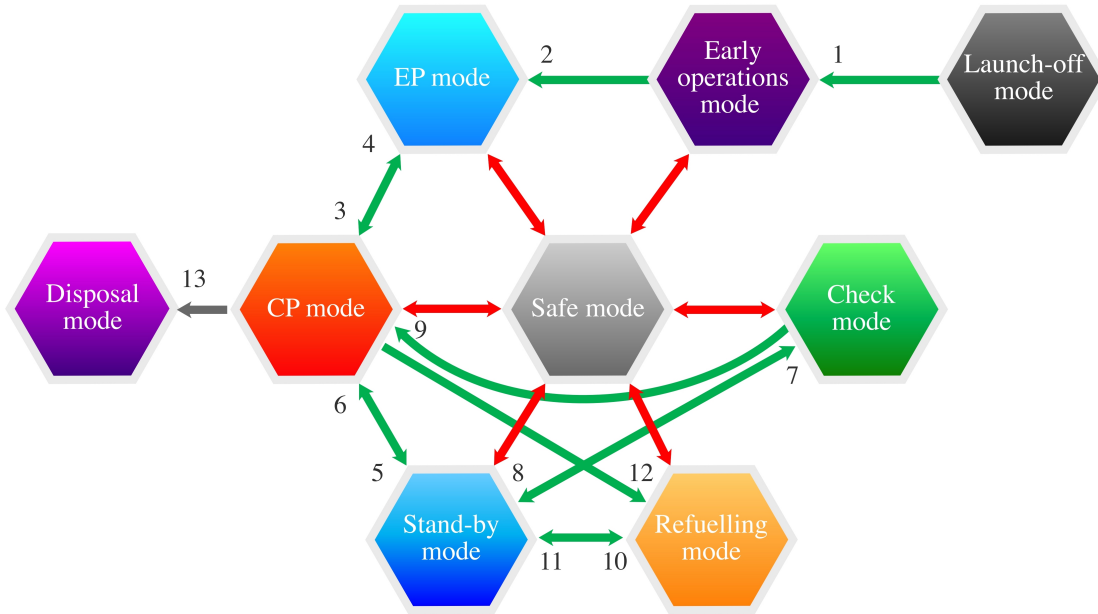 EP mode
2
Early
operations
mode
1
Launch-off
mode
4
3
Disposal
mode
13
CP mode
9
Safe mode
Check
mode
7
6
5
8
12
Stand-by
mode
11
10
Refuelling
mode